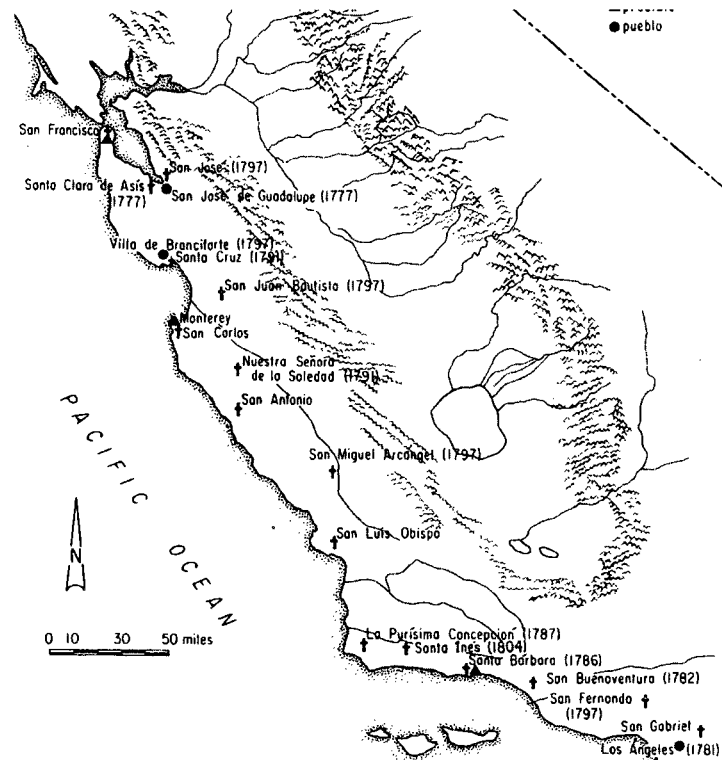 pueblo
San Francisco
San José (1797)
Santa Clara de Asís
(1777)
San José de Guadalupe (1777)
Villa de Branciforte (1797)
Santa Cruz (1791)
San Juan Bautista (1797)
Monterey
San Carlos
Nuestra Señora
de la Soledad (1791)
San Antonio
San Miguel Arcángel (1797)
PACIFIC OCEAN
San Luis Obispo
N
0 10 30 50 miles
La Purísima Concepción (1787)
Santa Inés (1804)
Santa Bárbara (1786)
San Buenaventura (1782)
San Fernando
(1797)
San Gabriel
Los Ángeles (1781)